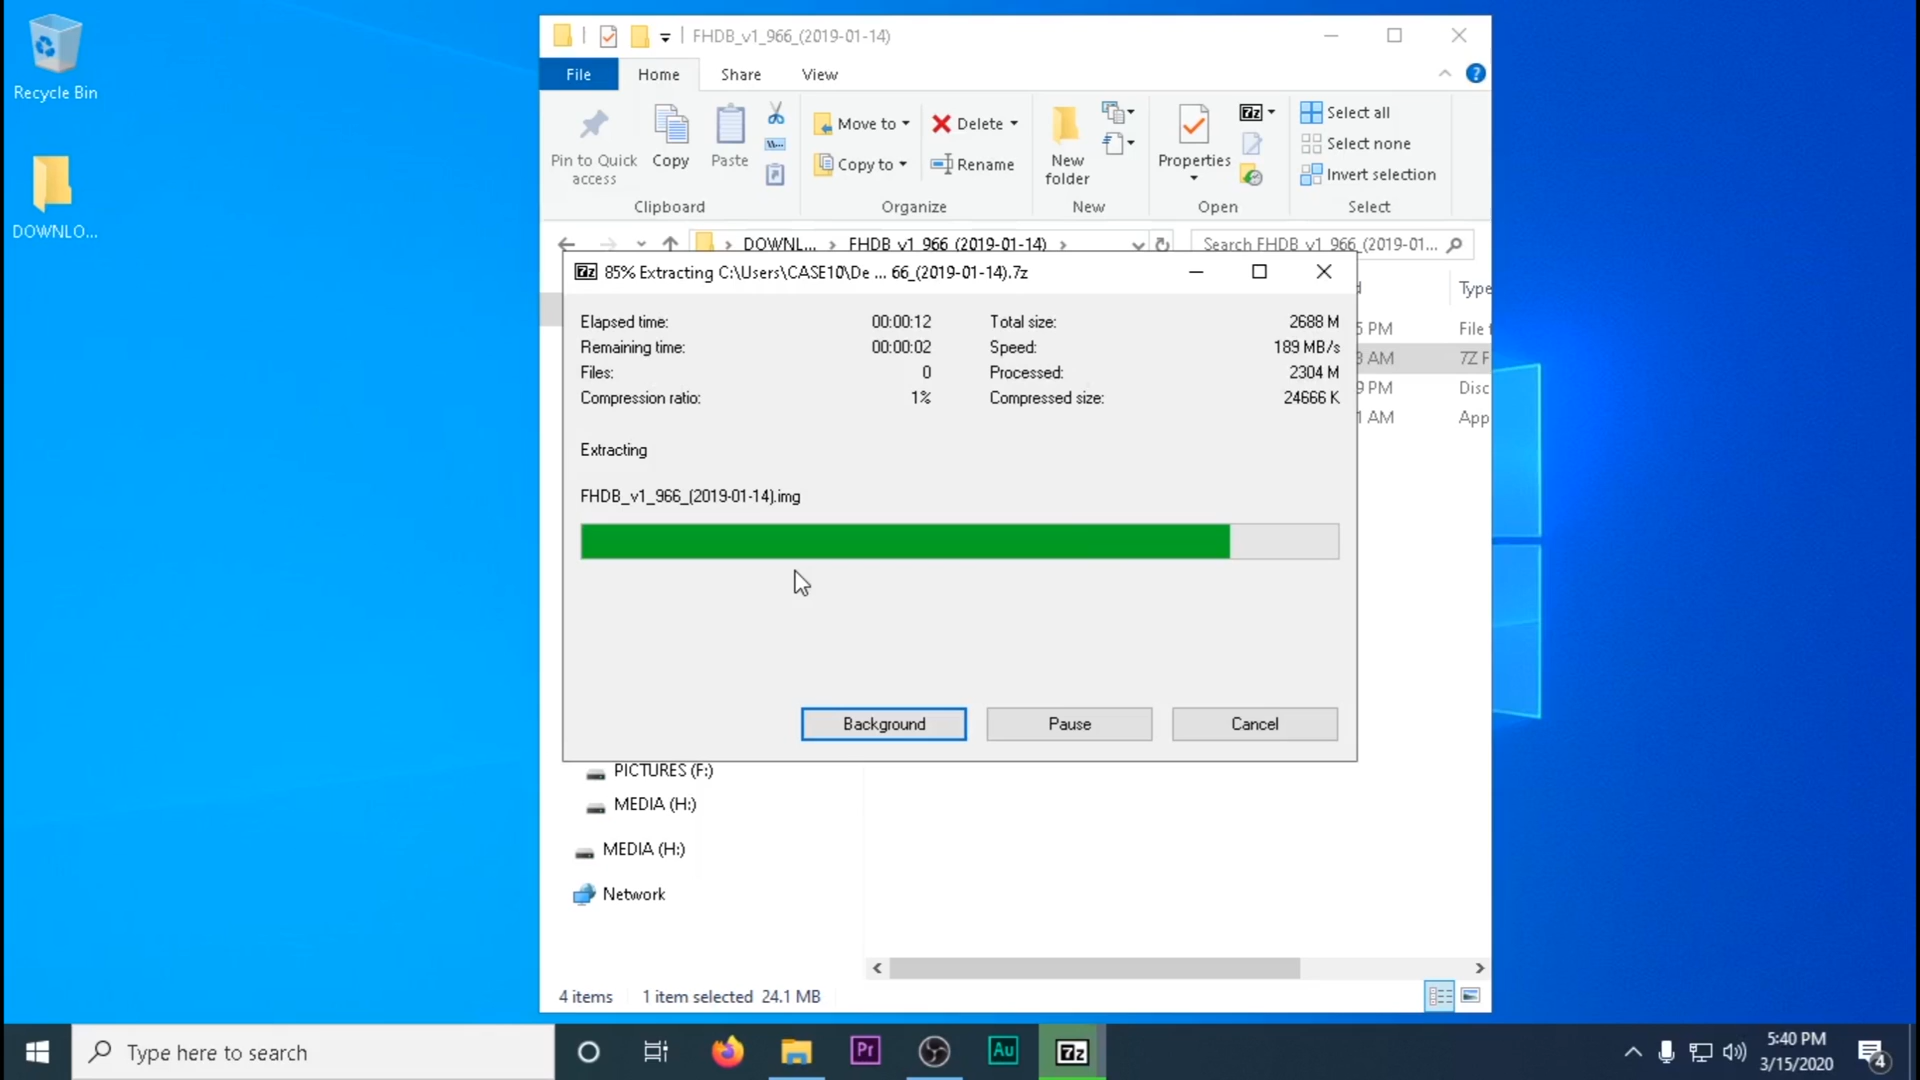 Recycle Bin
DOWNLO...
FHDB_v1_966_(2019-01-14)
File
Home
Share
View
Pin to Quick
access
Copy
Paste
Move to
Copy to
Delete
Rename
New
folder
Properties
7z
Select all
Select none
Invert selection
Clipboard
Organize
New
Open
Select
DOWNL...
FHDB_v1_966_(2019-01-14)
Search FHDB_v1_966_(2019-01...
Type
7z 85% Extracting C:\Users\CASE10\De ... 66_(2019-01-14).7z
Elapsed time: 00:00:12 Total size: 2688 M
Remaining time: 00:00:02 Speed: 189 MB/s
Files: 0 Processed: 2304 M
Compression ratio: 1% Compressed size: 24666 K
PM
File
AM
7Z F
PM
Disc
AM
App
Extracting
FHDB_v1_966_(2019-01-14).img
Background
Pause
Cancel
PICTURES (F:)
MEDIA (H:)
MEDIA (H:)
Network
4 items
1 item selected 24.1 MB
Type here to search
Pr
Au
7z
5:40 PM
3/15/2020
4